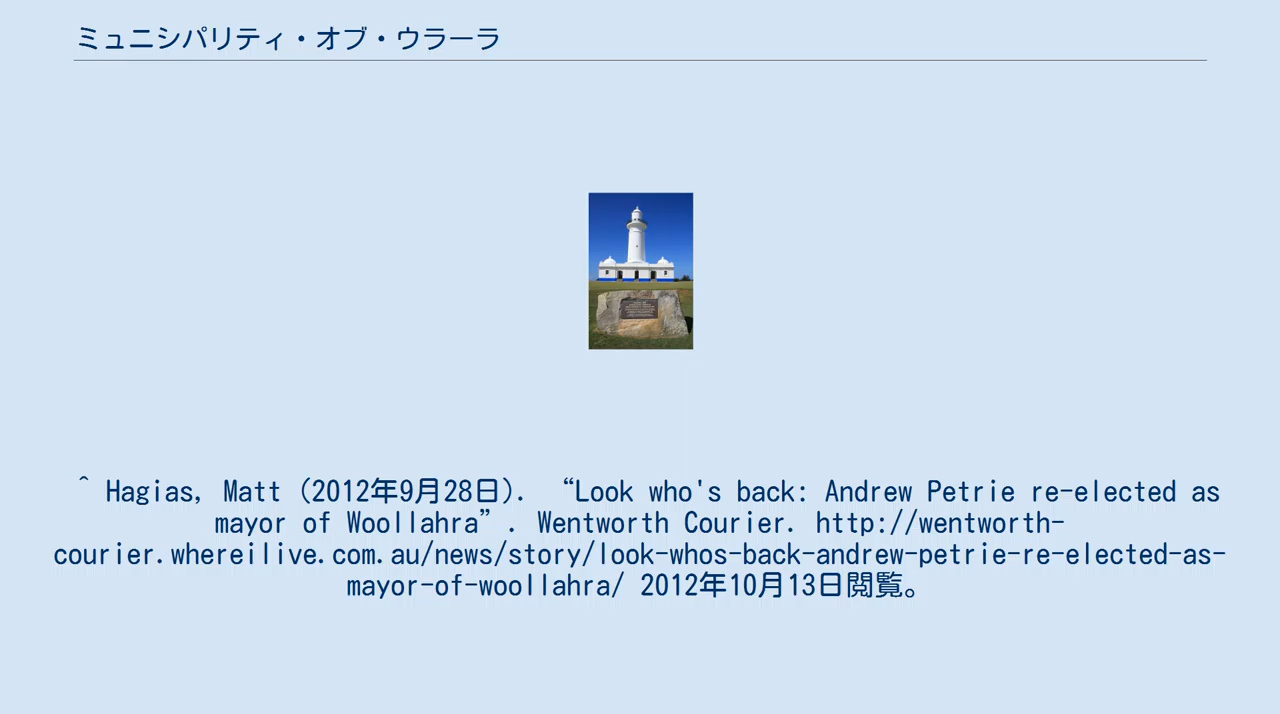 ミュニシパリティ・オブ・ウラーラ
^ Hagias, Matt (2012年9月28日). “Look who's back: Andrew Petrie re-elected as
mayor of Woollahra”. Wentworth Courier. http://wentworth-
courier.whereilive.com.au/news/story/look-whos-back-andrew-petrie-re-elected-as-
mayor-of-woollahra/ 2012年10月13日閲覧。